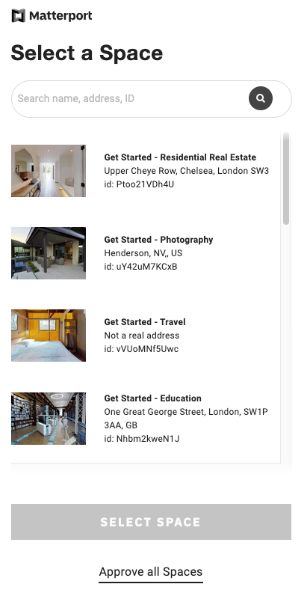 Matterport
Select a Space
Search name, address, ID
Get Started - Residential Real Estate
Upper Cheye Row, Chelsea, London SW3
id: Ptoo21VDh4U
Get Started - Photography
Henderson, NV,, US
id: uY42uM7KCxB
Get Started - Travel
Not a real address
id: vVUoMNf5Uwc
Get Started - Education
One Great George Street, London, SW1P
3AA, GB
id: Nhbm2kweN1J
SELECT SPACE
Approve all Spaces